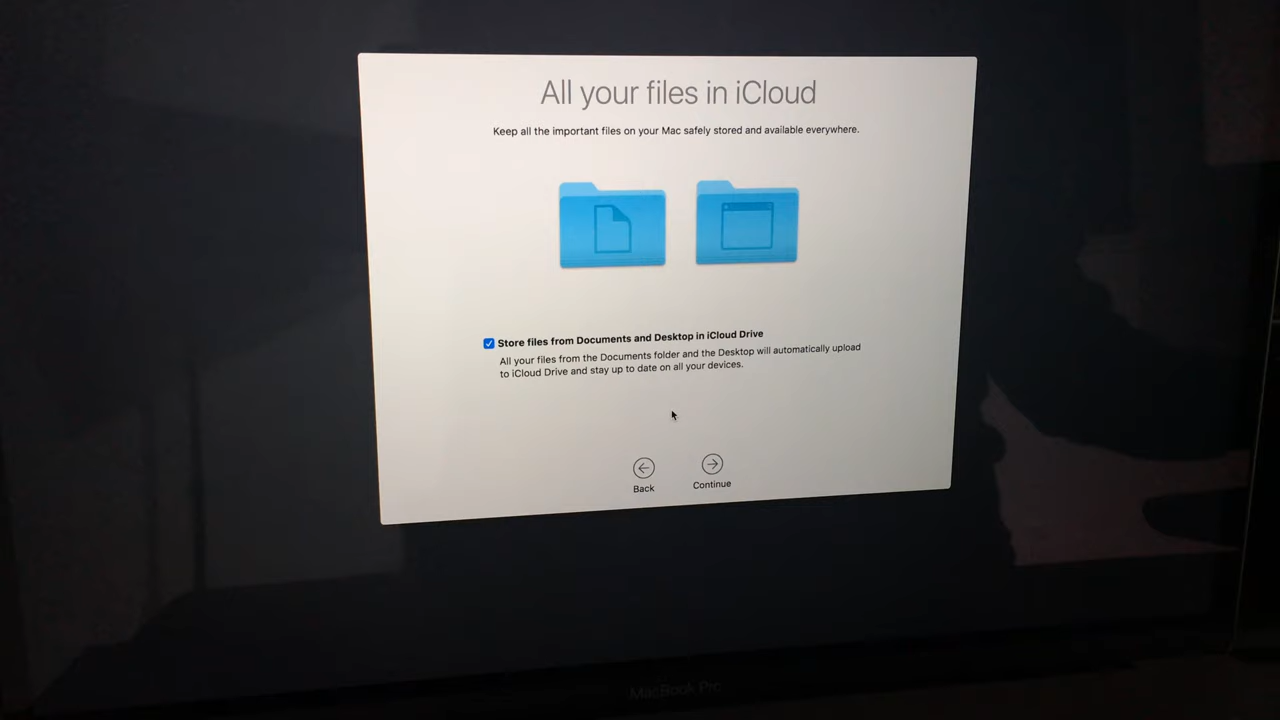 All your files in iCloud
Keep all the important files on your Mac safely stored and available everywhere.
Store files from Documents and Desktop in iCloud Drive
All your files from the Documents folder and the Desktop will automatically upload
to iCloud Drive and stay up to date on all your devices.
Back
Continue
MacBook Pro